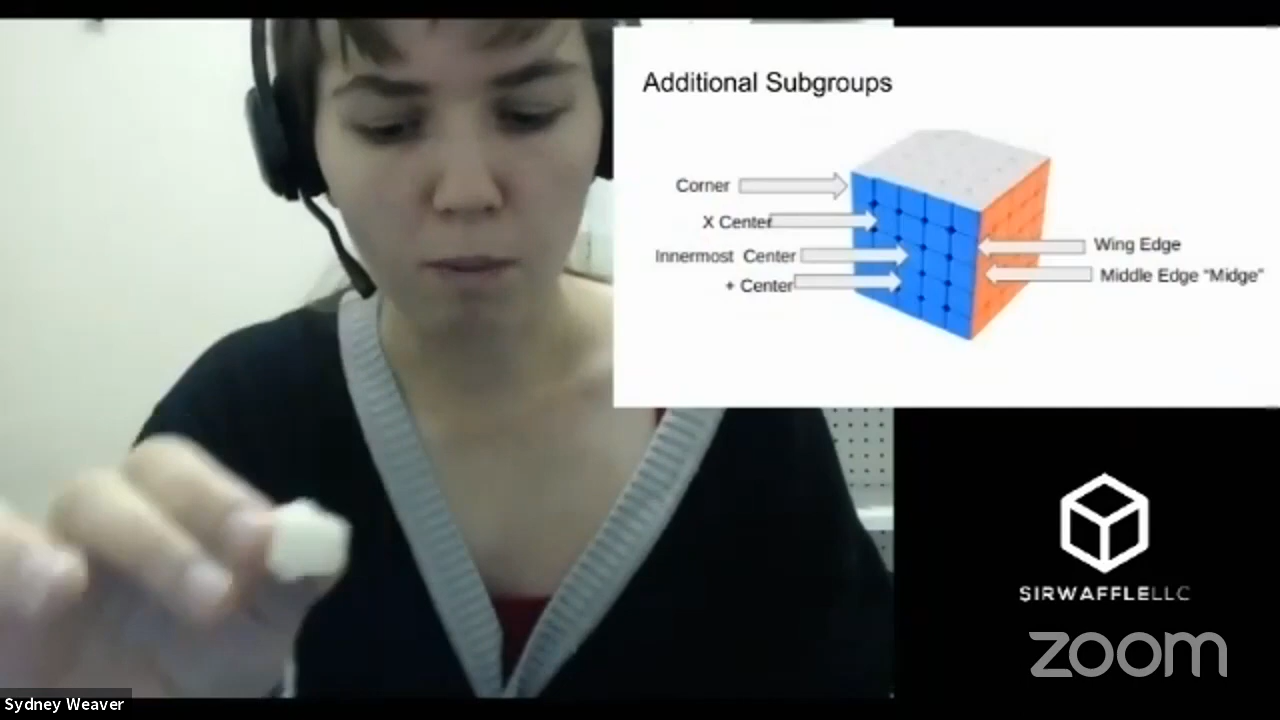 Additional Subgroups
Corner
X Center
Innermost Center
+ Center
Wing Edge
Middle Edge “Midge”
SIRWAFFLELLC
zoom
Sydney Weaver